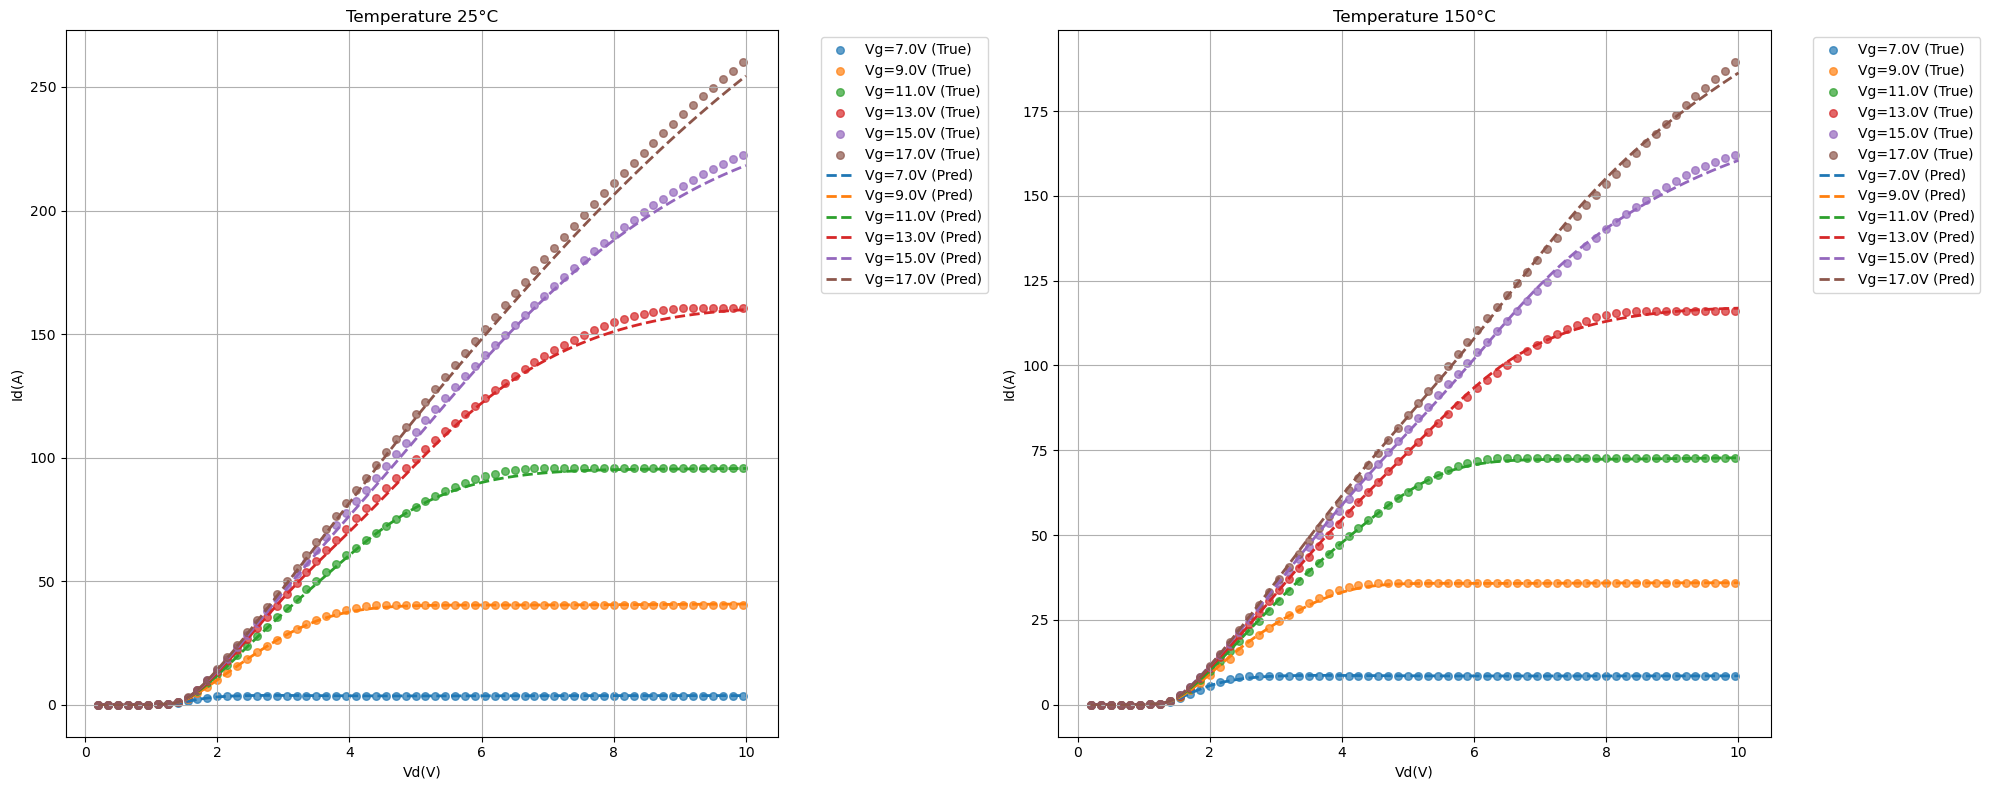 Temperature 25°C
250
200
150
100
50
0
0 2 4 6 8 10
Id(A)
Vd(V)
Vg=7.0V (True)
Vg=9.0V (True)
Vg=11.0V (True)
Vg=13.0V (True)
Vg=15.0V (True)
Vg=17.0V (True)
Vg=7.0V (Pred)
Vg=9.0V (Pred)
Vg=11.0V (Pred)
Vg=13.0V (Pred)
Vg=15.0V (Pred)
Vg=17.0V (Pred)
Temperature 150°C
175
150
125
100
75
50
25
0
0 2 4 6 8 10
Id(A)
Vd(V)
Vg=7.0V (True)
Vg=9.0V (True)
Vg=11.0V (True)
Vg=13.0V (True)
Vg=15.0V (True)
Vg=17.0V (True)
Vg=7.0V (Pred)
Vg=9.0V (Pred)
Vg=11.0V (Pred)
Vg=13.0V (Pred)
Vg=15.0V (Pred)
Vg=17.0V (Pred)